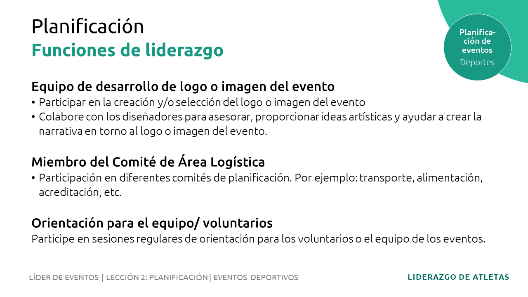 Planificación
Funciones de liderazgo
Planifica-
ción de
eventos
Deportes
Equipo de desarrollo de logo o imagen del evento
• Participar en la creación y/o selección del logo o imagen del evento
• Colabore con los diseñadores para asesorar, proporcionar ideas artísticas y ayudar a crear la
narrativa en torno al logo o imagen del evento.
Miembro del Comité de Área Logística
• Participación en diferentes comités de planificación. Por ejemplo: transporte, alimentación,
acreditación, etc.
Orientación para el equipo/ voluntarios
Participe en sesiones regulares de orientación para los voluntarios o el equipo de los eventos.
LÍDER DE EVENTOS | LECCIÓN 2: PLANIFICACIÓN | EVENTOS DEPORTIVOS
LIDERAZGO DE ATLETAS